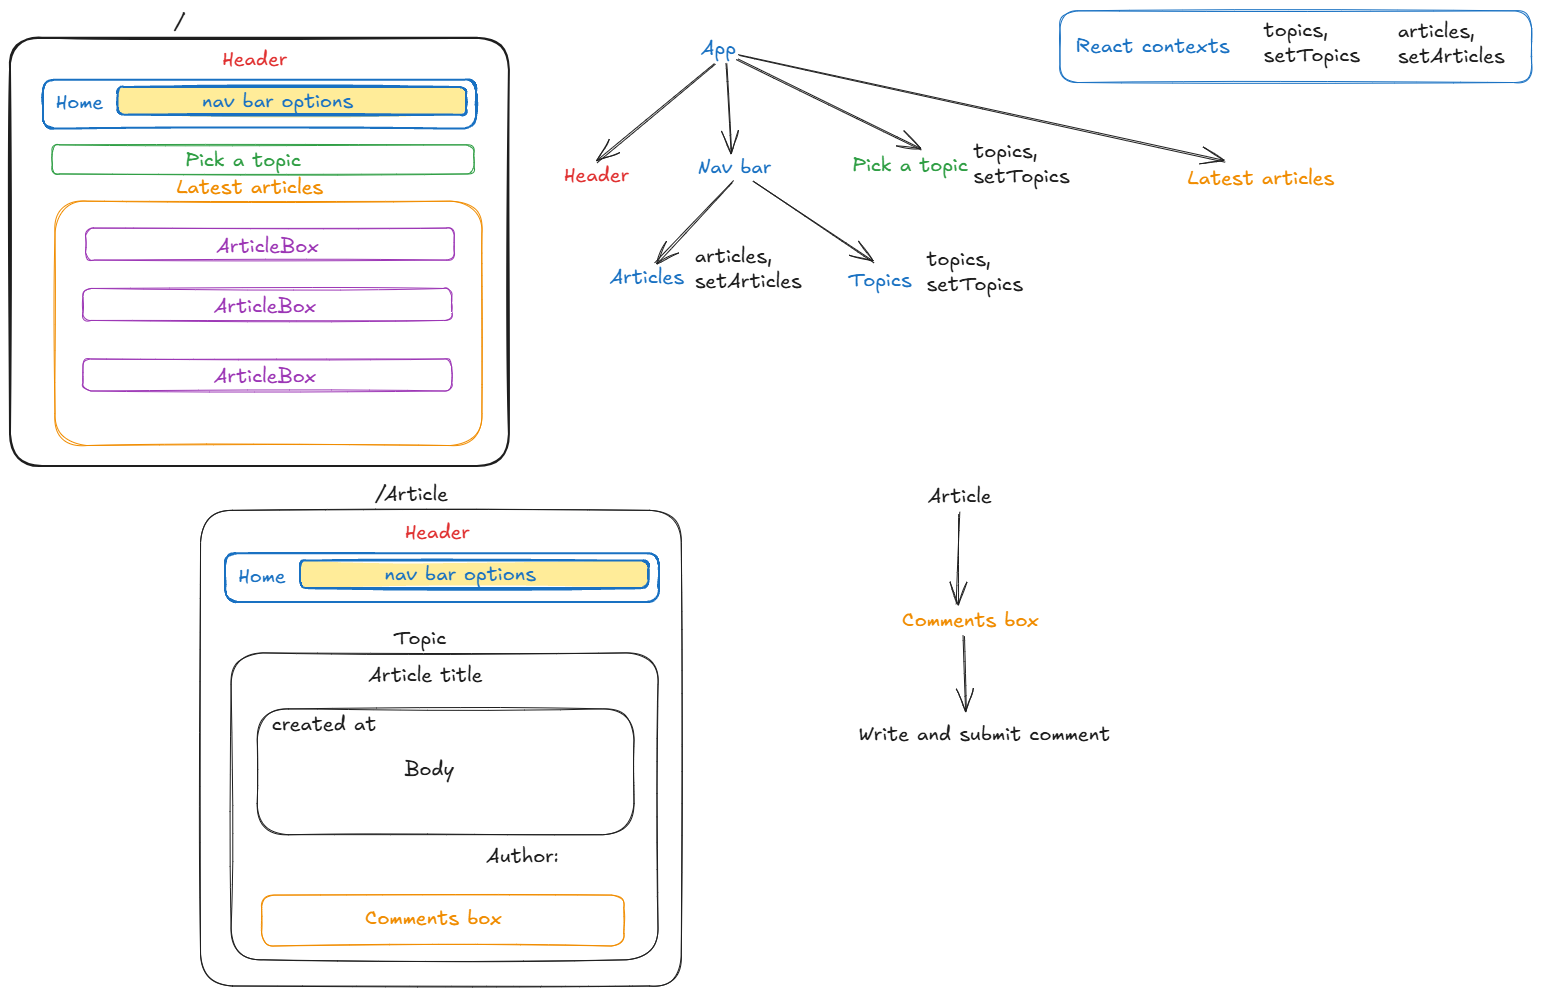 /
Header
Home
nav bar options
Pick a topic
Latest articles
ArticleBox
ArticleBox
ArticleBox
App
Header
Nav bar
Pick a topic
topics,
setTopics
Latest articles
Articles
articles,
setArticles
Topics
topics,
setTopics
React contexts
topics,
setTopics
articles,
setArticles
/Article
Header
Home
nav bar options
Topic
Article title
created at
Body
Author:
Comments box
Article
Comments box
Write and submit comment